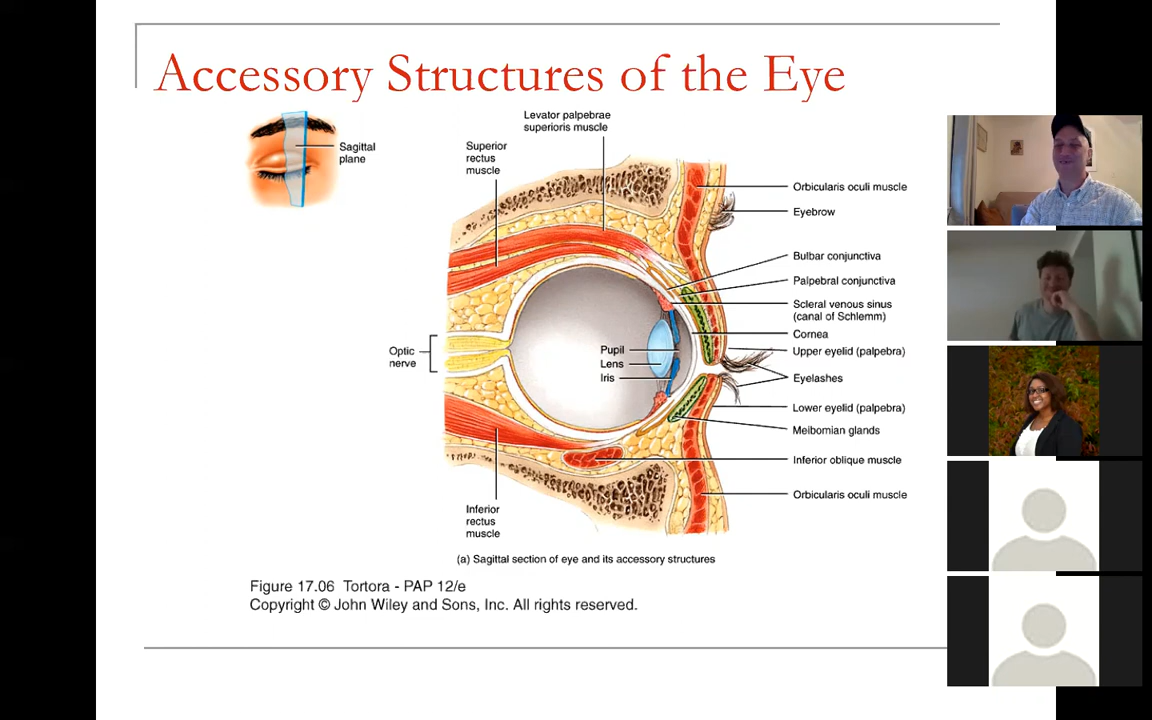 Accessory Structures of the Eye
Levator palpebrae
superioris muscle
Sagittal
plane
Superior
rectus
muscle
Orbicularis oculi muscle
Eyebrow
Bulbar conjunctiva
Palpebral conjunctiva
Scleral venous sinus
(canal of Schlemm)
Cornea
Optic
nerve
Pupil
Lens
Iris
Upper eyelid (palpebra)
Eyelashes
Lower eyelid (palpebra)
Meibomian glands
Inferior oblique muscle
Orbicularis oculi muscle
Inferior
rectus
muscle
(a) Sagittal section of eye and its accessory structures
Figure 17.06 Tortora - PAP 12/e
Copyright © John Wiley and Sons, Inc. All rights reserved.